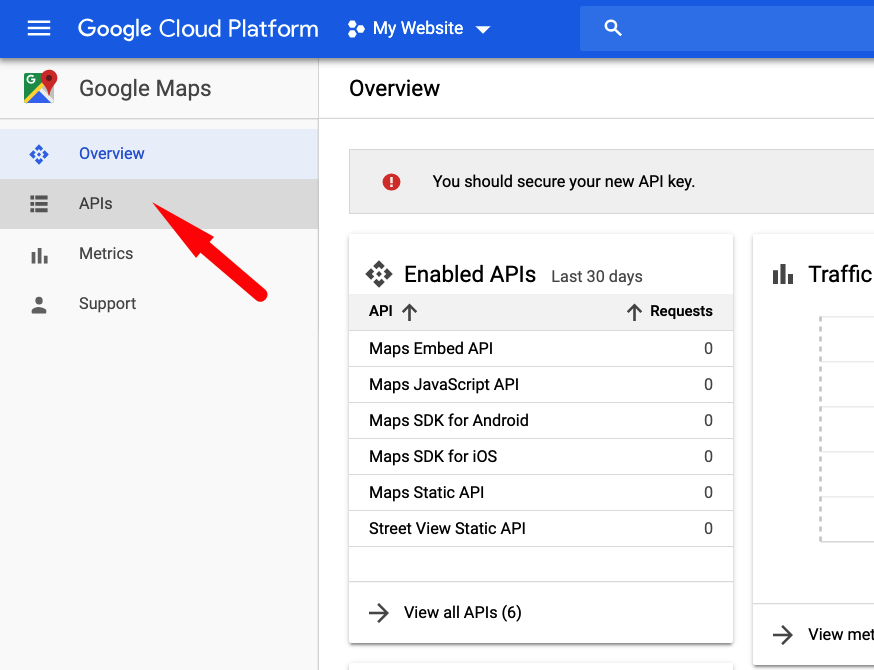 Google Cloud Platform My Website
Google Maps
Overview
APIs
Metrics
Support
Overview
You should secure your new API key.
Enabled APIs Last 30 days
API Requests
Maps Embed API 0
Maps JavaScript API 0
Maps SDK for Android 0
Maps SDK for iOS 0
Maps Static API 0
Street View Static API 0
View all APIs (6)
Traffic
View met